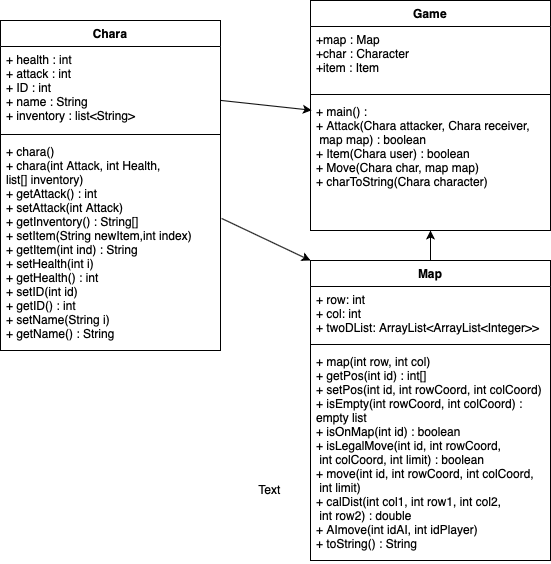 Chara
+ health : int
+ attack : int
+ ID : int
+ name : String
+ inventory : list<String>
+ chara()
+ chara(int Attack, int Health,
list[] inventory)
+ getAttack() : int
+ setAttack(int Attack)
+ getInventory() : String[]
+ setItem(String newItem,int index)
+ getItem(int ind) : String
+ setHealth(int i)
+ getHealth() : int
+ setID(int id)
+ getID() : int
+ setName(String i)
+ getName() : String
Game
+map : Map
+char : Character
+item : Item
+ main() :
+ Attack(Chara attacker, Chara receiver,
map map) : boolean
+ Item(Chara user) : boolean
+ Move(Chara char, map map)
+ charToString(Chara character)
Map
+ row: int
+ col: int
+ twoDList: ArrayList<ArrayList<Integer>>
+ map(int row, int col)
+ getPos(int id) : int[]
+ setPos(int id, int rowCoord, int colCoord)
+ isEmpty(int rowCoord, int colCoord) :
empty list
+ isOnMap(int id) : boolean
+ isLegalMove(int id, int rowCoord,
int colCoord, int limit) : boolean
+ move(int id, int rowCoord, int colCoord,
int limit)
+ calDist(int col1, int row1, int col2,
int row2) : double
+ AImove(int idAI, int idPlayer)
+ toString() : String
Text